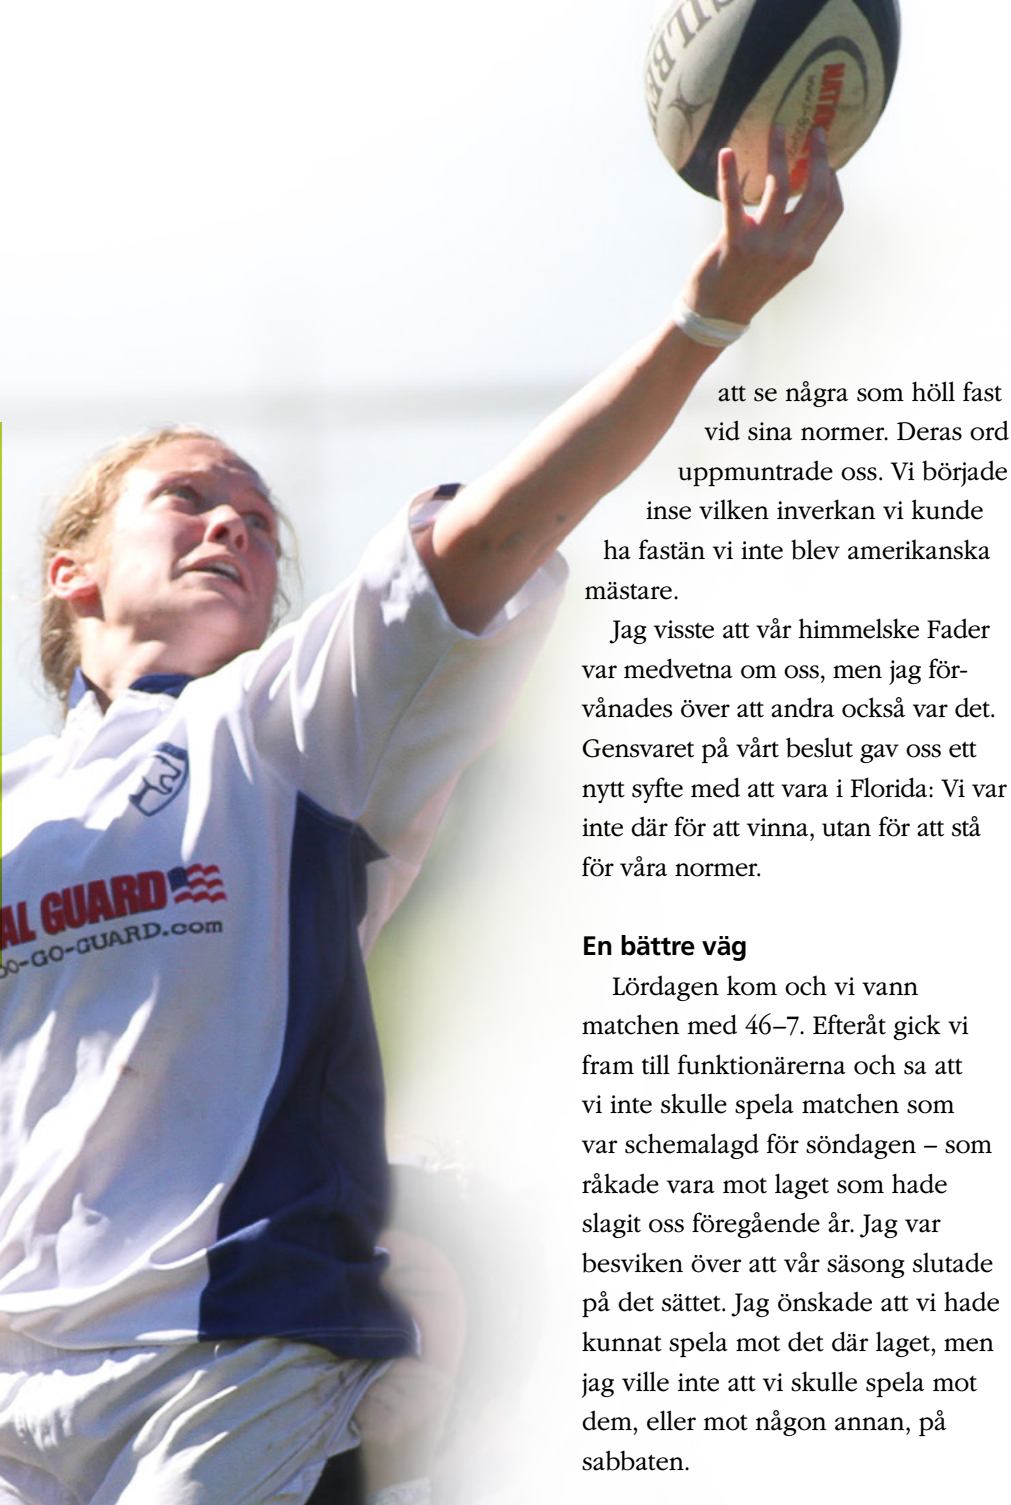 att se några som höll fast
vid sina normer. Deras ord
uppmuntrade oss. Vi började
inse vilken inverkan vi kunde
ha fastän vi inte blev amerikanska
mästare.
Jag visste att vår himmelske Fader
var medvetna om oss, men jag för-
vånades över att andra också var det.
Gensvaret på vårt beslut gav oss ett
nytt syfte med att vara i Florida: Vi var
inte där för att vinna, utan för att stå
för våra normer.
En bättre väg
Lördagen kom och vi vann
matchen med 46–7. Efteråt gick vi
fram till funktionärerna och sa att
vi inte skulle spela matchen som
var schemalagd för söndagen – som
råkade vara mot laget som hade
slagit oss föregående år. Jag var
besviken över att vår säsong slutade
på det sättet. Jag önskade att vi hade
kunnat spela mot det där laget, men
jag ville inte att vi skulle spela mot
dem, eller mot någon annan, på
sabbaten.
AL GUARD
-GO-GUARD.com